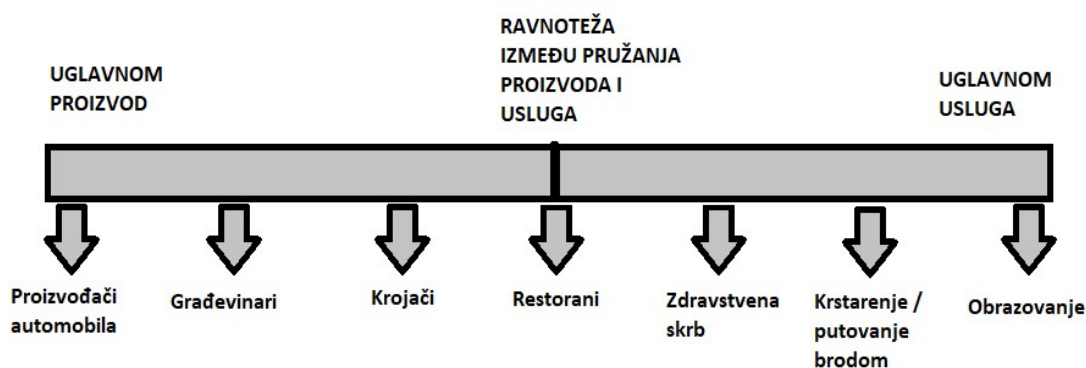 UGLAVNOM
PROIZVOD
RAVNOTEŽA
IZMEĐU PRUŽANJA
PROIZVODA I
USLUGA
UGLAVNOM
USLUGA
Proizvođači
automobila
Građevinari
Krojači
Restorani
Zdravstvena
skrb
Krstarenje /
putovanje
brodom
Obrazovanje